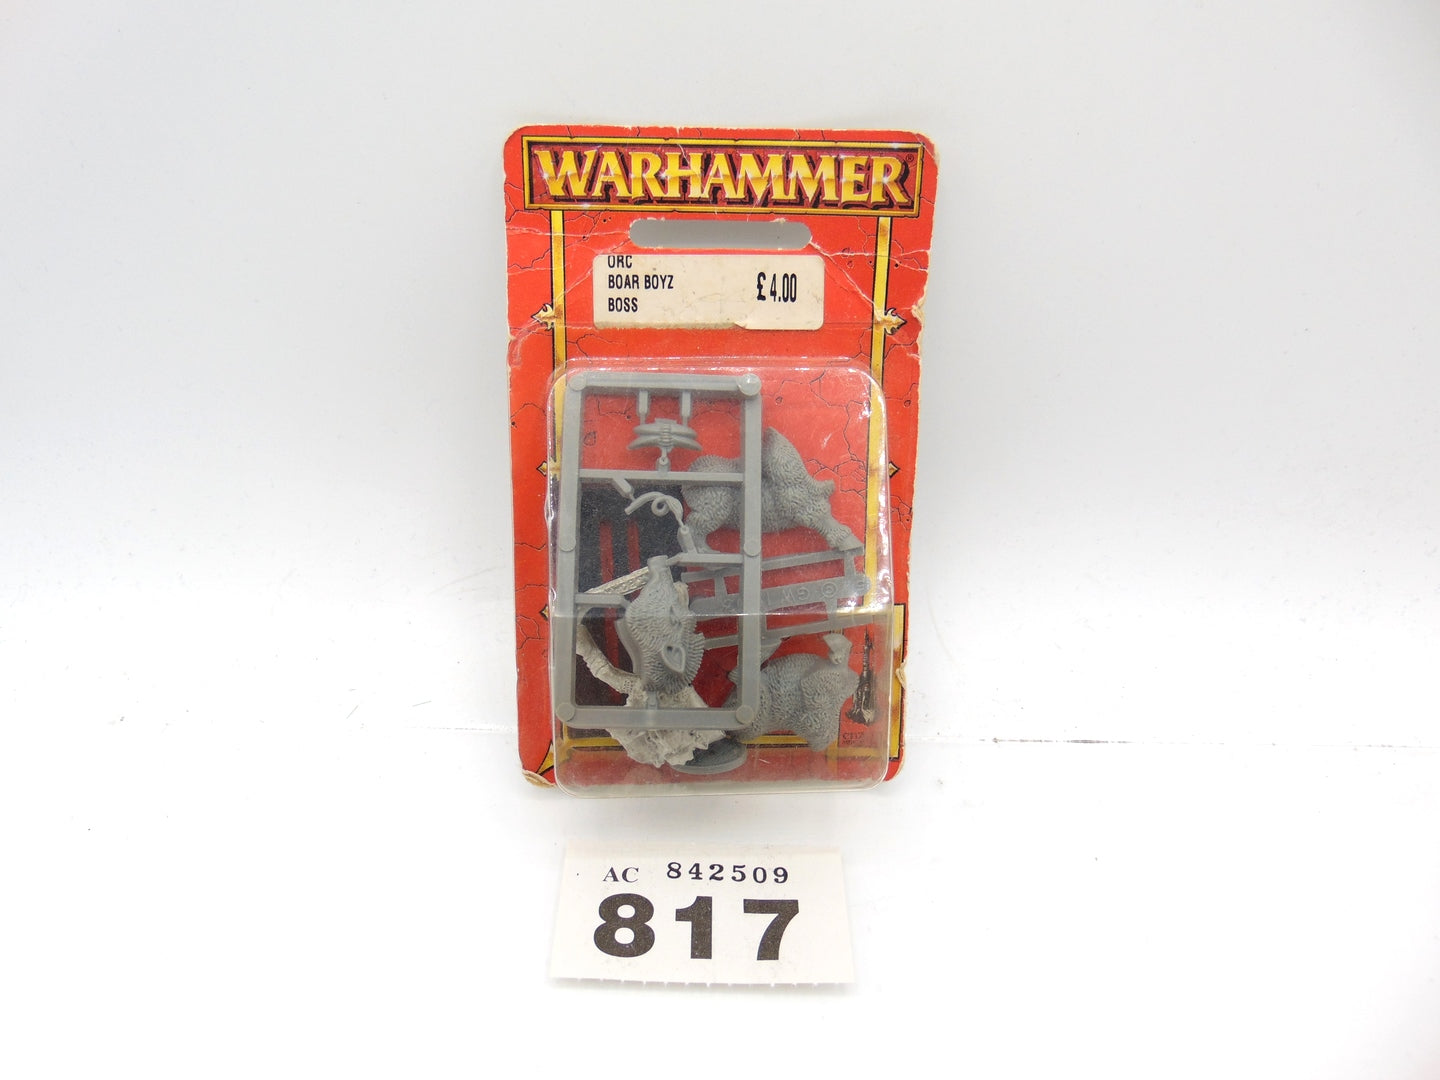 WARHAMMER®
ORC
BOAR BOYZ
BOSS
£4.00
AC 842509
817